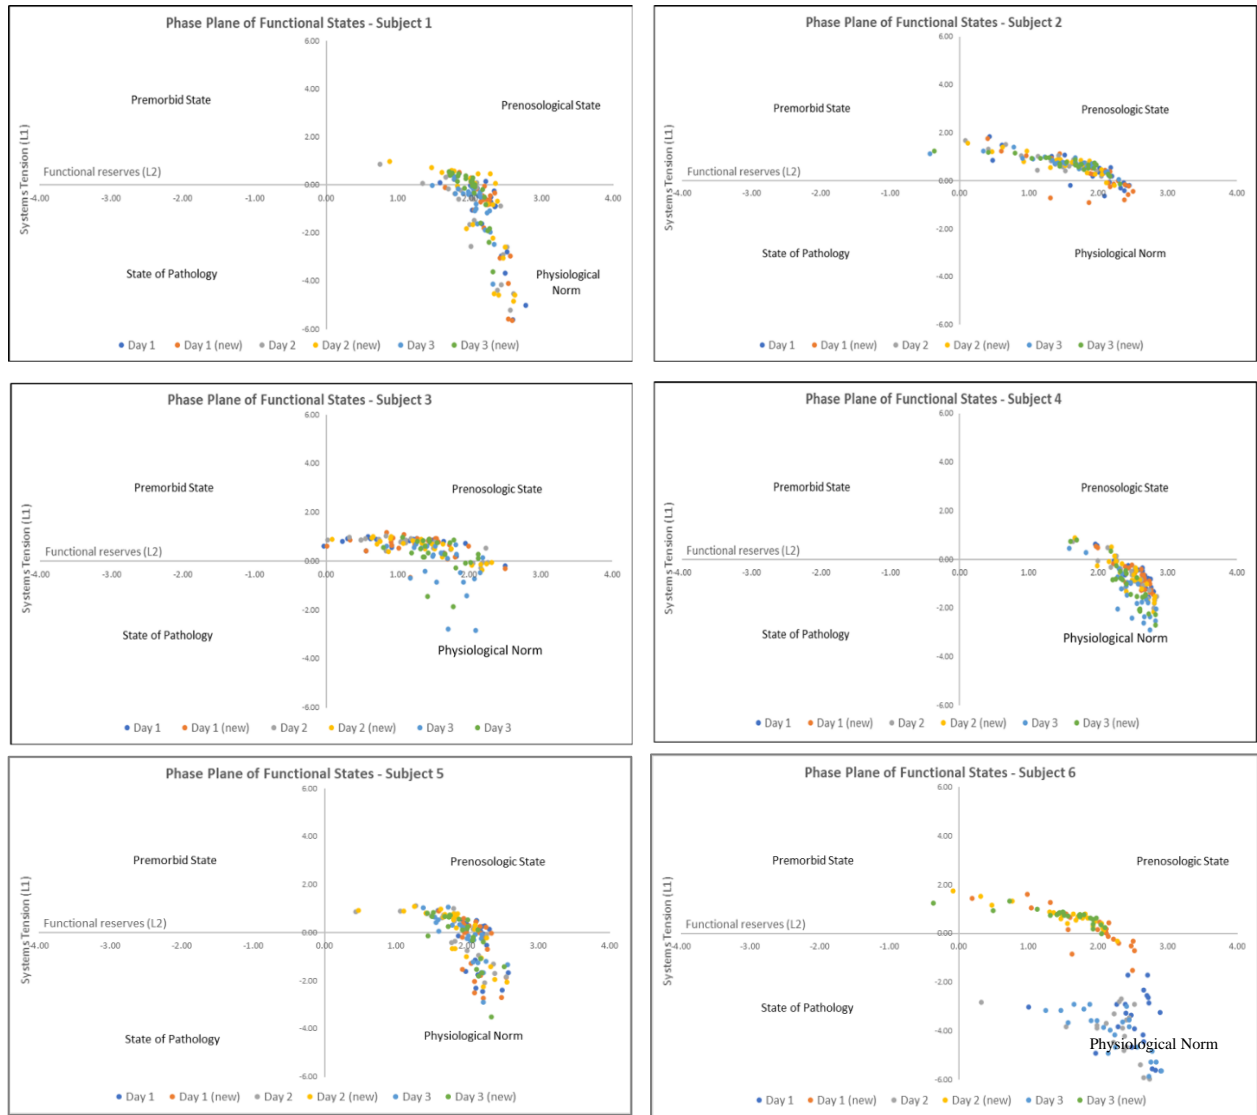 Phase Plane of Functional States - Subject 1
6.00
4.00
Premorbid State
Prenosological State
2.00
Systems Tension (L1)
Functional reserves (L2)
0.00
-4.00 -3.00 -2.00 -1.00 0.00 1.00 2.00 3.00 4.00
-2.00
State of Pathology
Physiological
Norm
-4.00
-6.00
Day 1 Day 1 (new) Day 2 Day 2 (new) Day 3 Day 3 (new)
Phase Plane of Functional States - Subject 2
6.00
4.00
Premorbid State
Prenosologic State
2.00
Systems Tension (L1)
Functional reserves (L2)
0.00
-4.00 -3.00 -2.00 -1.00 0.00 1.00 2.00 3.00 4.00
-2.00
State of Pathology
Physiological Norm
-4.00
-6.00
Day 1 Day 1 (new) Day 2 Day 2 (new) Day 3 Day 3 (new)
Phase Plane of Functional States - Subject 3
6.00
4.00
Premorbid State
Prenosologic State
2.00
Systems Tension (L1)
Functional reserves (L2)
0.00
-4.00 -3.00 -2.00 -1.00 0.00 1.00 2.00 3.00 4.00
-2.00
State of Pathology
Physiological Norm
-4.00
-6.00
Day 1 Day 1 (new) Day 2 Day 2 (new) Day 3 Day 3
Phase Plane of Functional States - Subject 4
6.00
4.00
Premorbid State
Prenosologic State
2.00
Systems Tension (L1)
Functional reserves (L2)
0.00
-4.00 -3.00 -2.00 -1.00 0.00 1.00 2.00 3.00 4.00
-2.00
State of Pathology
Physiological Norm
-4.00
-6.00
Day 1 Day 1 (new) Day 2 Day 2 (new) Day 3 Day 3 (new)
Phase Plane of Functional States - Subject 5
6.00
4.00
Premorbid State
Prenosologic State
2.00
Systems Tension (L1)
Functional reserves (L2)
0.00
-4.00 -3.00 -2.00 -1.00 0.00 1.00 2.00 3.00 4.00
-2.00
State of Pathology
Physiological Norm
-4.00
-6.00
Day 1 Day 1 (new) Day 2 Day 2 (new) Day 3 Day 3 (new)
Phase Plane of Functional States - Subject 6
6.00
4.00
Premorbid State
Prenosologic State
2.00
Systems Tension (L1)
Functional reserves (L2)
0.00
-4.00 -3.00 -2.00 -1.00 0.00 1.00 2.00 3.00 4.00
-2.00
State of Pathology
-4.00
Physiological Norm
-6.00
Day 1 Day 1 (new) Day 2 Day 2 (new) Day 3 Day 3 (new)